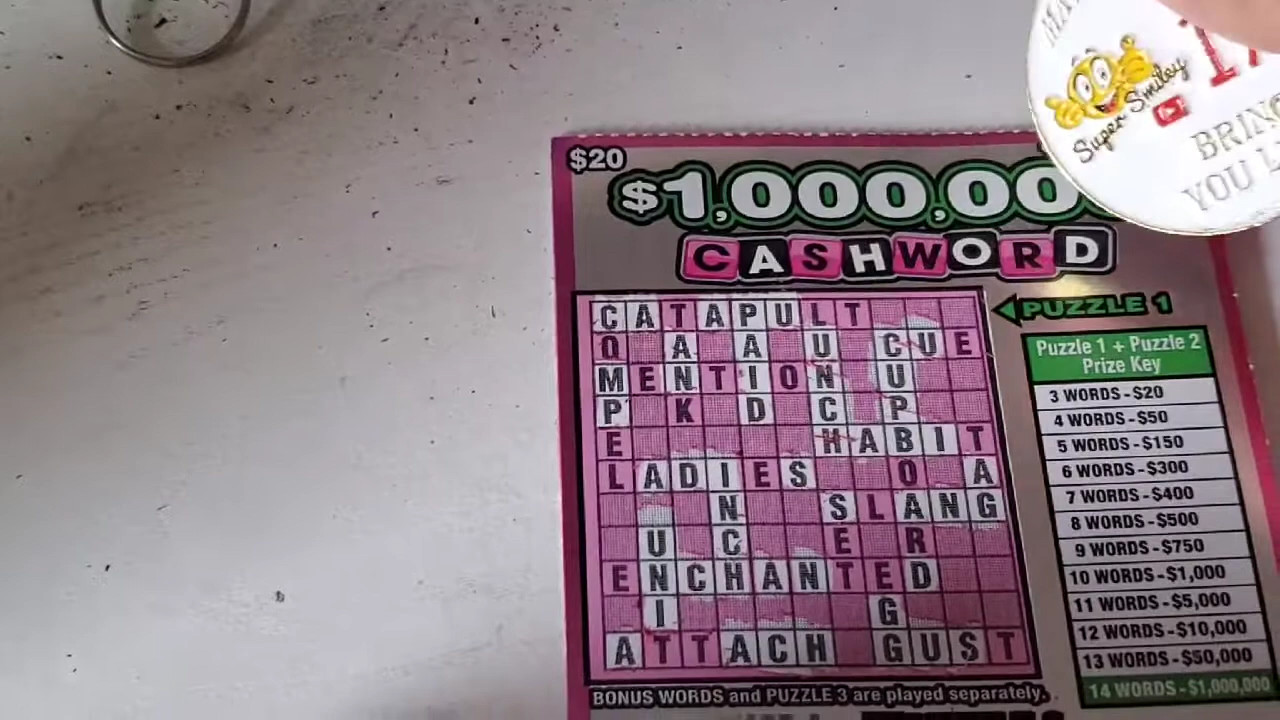 Super Smiley
BRING
YOU L
$20
$1,000,00
CASHWORD
PUZZLE 1
Puzzle 1 + Puzzle 2
Prize Key
3 WORDS - $20
4 WORDS - $50
5 WORDS - $150
6 WORDS - $300
7 WORDS - $400
8 WORDS - $500
9 WORDS - $750
10 WORDS - $1,000
11 WORDS - $5,000
12 WORDS - $10,000
13 WORDS - $50,000
14 WORDS - $1,000,000
CATAPULT
O A A U CUE
MENTION U
P K D C P
E HABIT
LADIES O A
N SLANG
U C E R
ENCHANTED
I G
ATTACH GUST
BONUS WORDS and PUZZLE 3 are played separately.